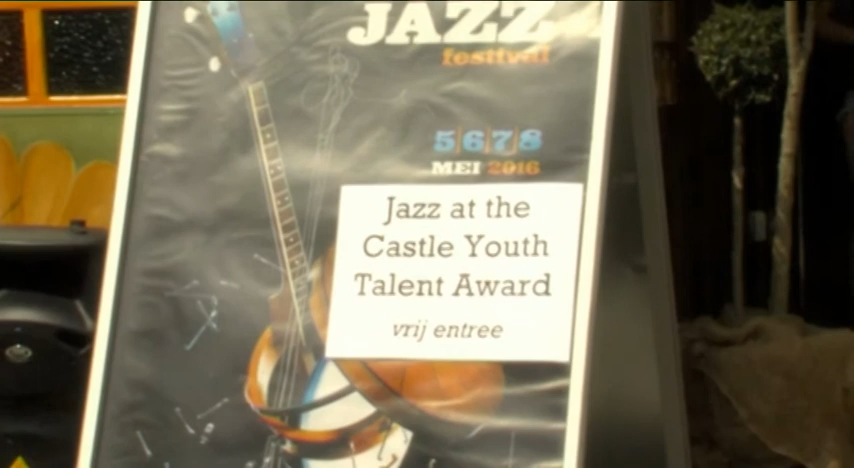 JAZZ
festival
5|6|7|8
MEI 2016
Jazz at the
Castle Youth
Talent Award
vrij entree